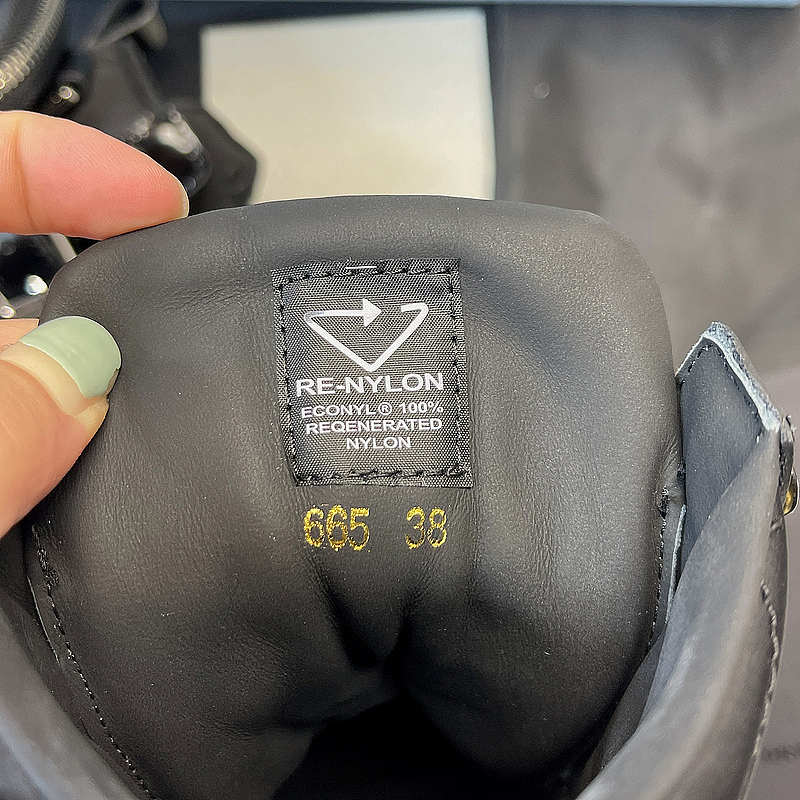 RE-NYLON
ECONYL® 100%
REQENERATED
NYLON
665 38